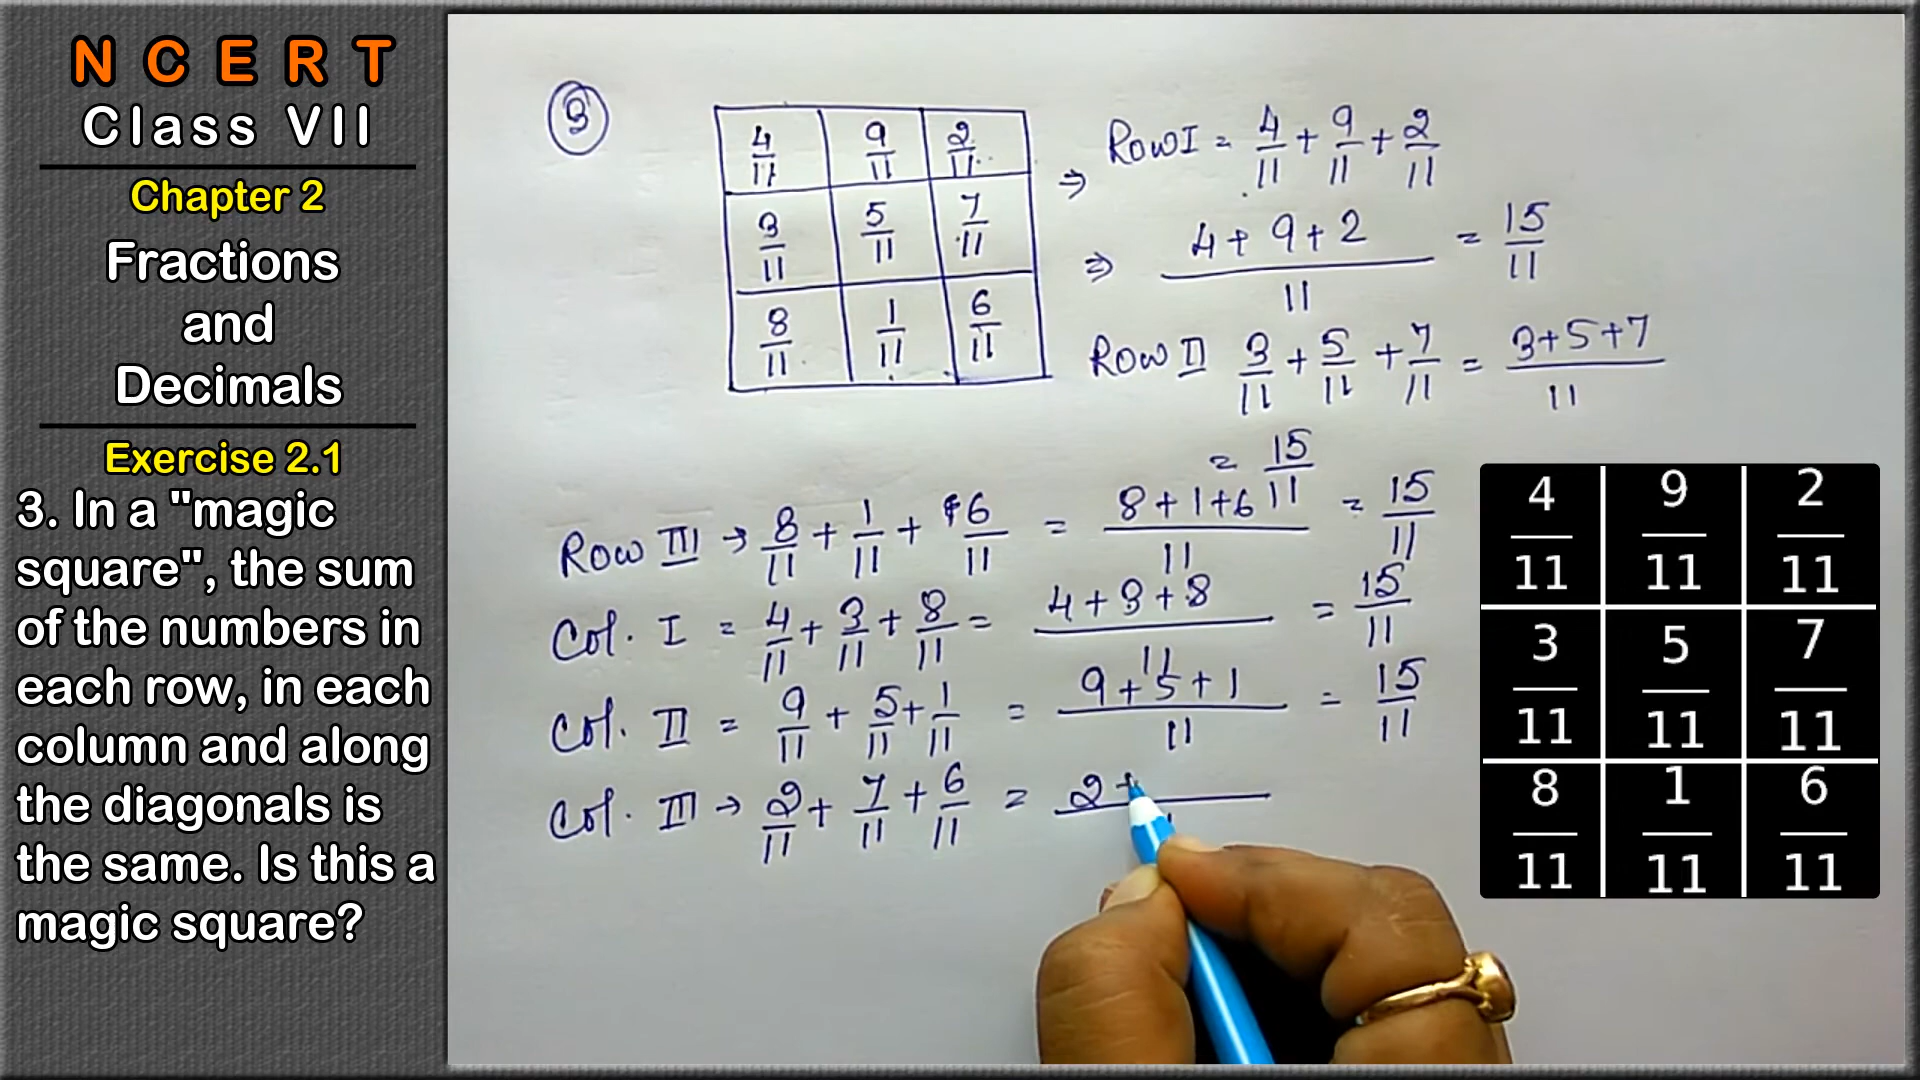 N C E R T
Class VII
Chapter 2
Fractions
and
Decimals
Exercise 2.1
3. In a "magic
square", the sum
of the numbers in
each row, in each
column and along
the diagonals is
the same. Is this a
magic square?
3
4/11 9/11 2/11
3/11 5/11 7/11
8/11 1/11 6/11
⇒ Row I = 4/11 + 9/11 + 2/11
⇒ 4+9+2/11 = 15/11
Row II 3/11 + 5/11 + 7/11 = 3+5+7/11
= 15/11
Row III → 8/11 + 1/11 + 6/11 = 8+1+6/11 = 15/11
Col. I = 4/11 + 3/11 + 8/11 = 4+3+8/11 = 15/11
Col. II = 9/11 + 5/11 + 1/11 = 9+5+1/11 = 15/11
Col. III → 2/11 + 7/11 + 6/11 = 2+
4/11 9/11 2/11
3/11 5/11 7/11
8/11 1/11 6/11